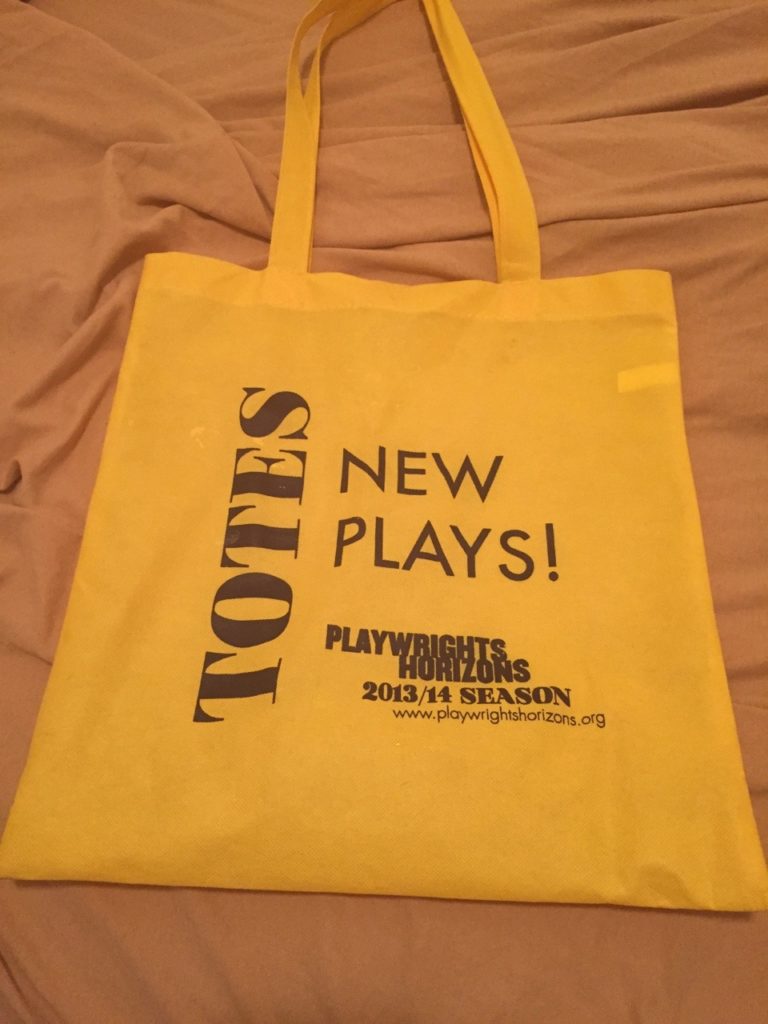 TOTES
NEW
PLAYS!
PLAYWRIGHTS
HORIZONS
2013/14 SEASON
www.playwrightshorizons.org